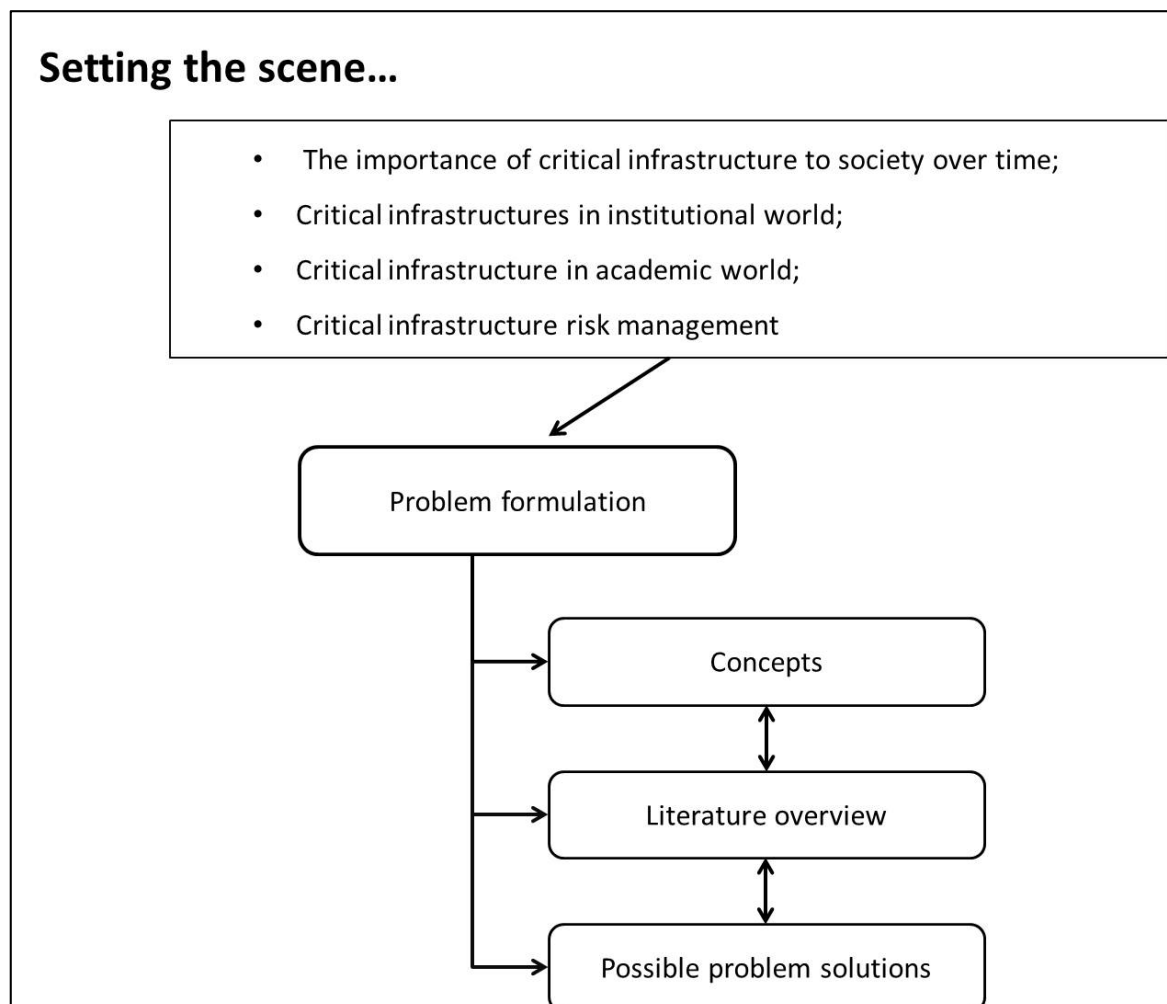 Setting the scene...
• The importance of critical infrastructure to society over time;
• Critical infrastructures in institutional world;
• Critical infrastructure in academic world;
• Critical infrastructure risk management
Problem formulation
Concepts
Literature overview
Possible problem solutions